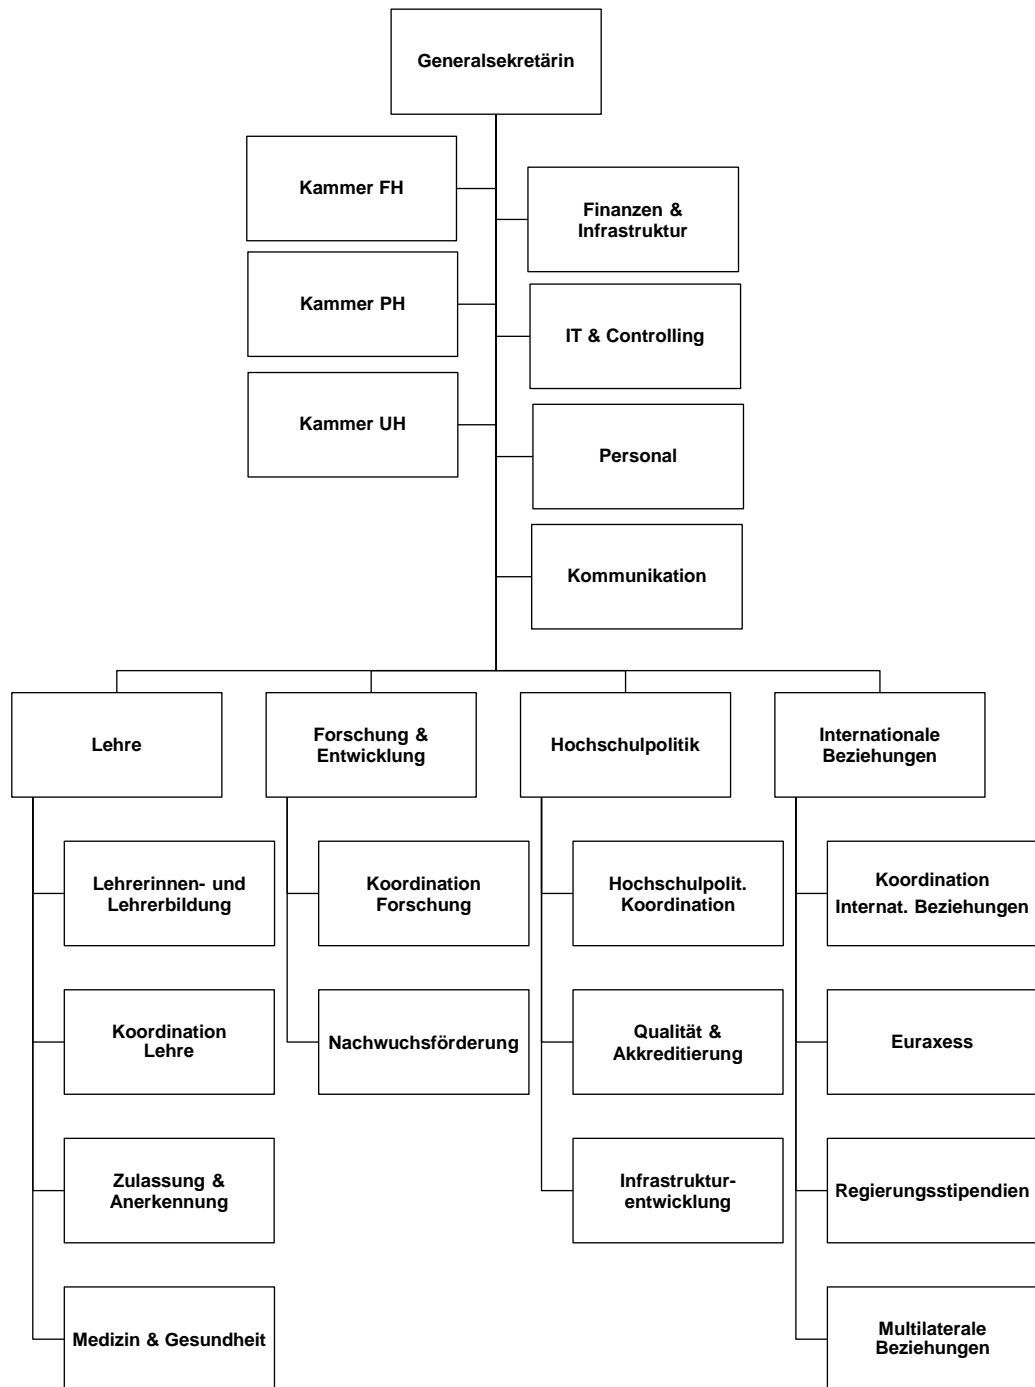 Generalsekretärin
Kammer FH
Finanzen &
Infrastruktur
Kammer PH
IT & Controlling
Kammer UH
Personal
Kommunikation
Lehre
Forschung &
Entwicklung
Hochschulpolitik
Internationale
Beziehungen
Lehrerinnen- und
Lehrerbildung
Koordination
Forschung
Hochschulpolit.
Koordination
Koordination
Internat. Beziehungen
Koordination
Lehre
Nachwuchsförderung
Qualität &
Akkreditierung
Euraxess
Zulassung &
Anerkennung
Infrastruktur-
entwicklung
Regierungsstipendien
Medizin & Gesundheit
Multilaterale
Beziehungen